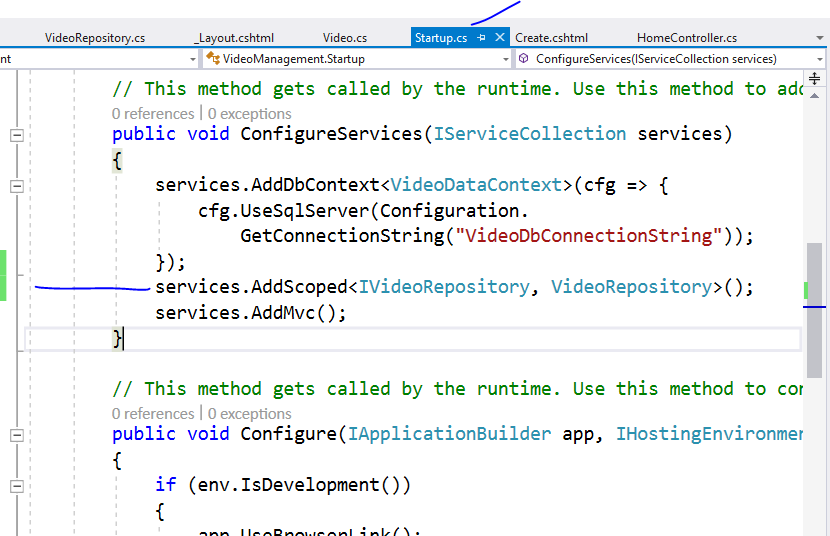 VideoRepository.cs _Layout.cshtml Video.cs Startup.cs Create.cshtml HomeController.cs
nt VideoManagement.Startup ConfigureServices(IServiceCollection services)
// This method gets called by the runtime. Use this method to add
0 references | 0 exceptions
public void ConfigureServices(IServiceCollection services)
{
services.AddDbContext<VideoDataContext>(cfg => {
cfg.UseSqlServer(Configuration.
GetConnectionString("VideoDbConnectionString"));
});
services.AddScoped<IVideoRepository, VideoRepository>();
services.AddMvc();
}
// This method gets called by the runtime. Use this method to con
0 references | 0 exceptions
public void Configure(IApplicationBuilder app, IHostingEnvironmen
{
if (env.IsDevelopment())
{
app.UseBrowserLink();